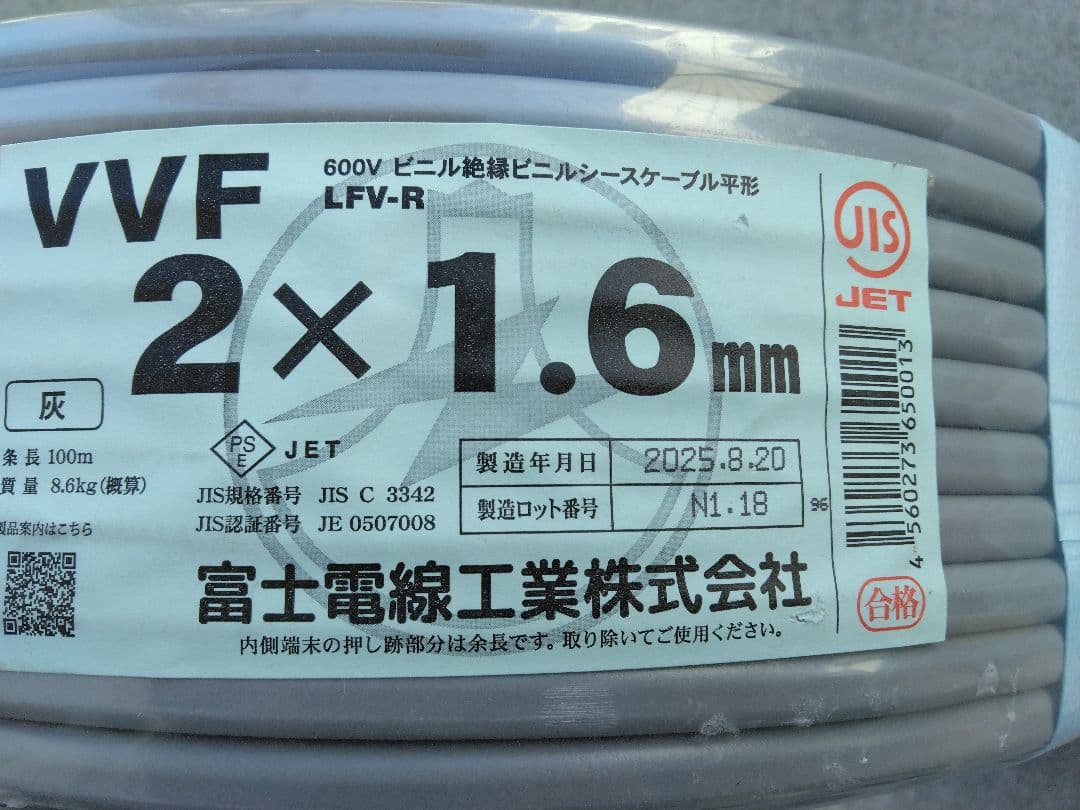 VVF
600V ビニル絶縁ビニルシースケーブル平形
LFV-R
2×1.6mm
灰
条長 100m
質量 8.6kg(概算)
製品案内はこちら
PS
E
JET
JIS規格番号 JIS C 3342
JIS認証番号 JE 0507008
製造年月日 2025.8.20
製造ロット番号 N1.18
96
富士電線工業株式会社
内側端末の押し跡部分は余長です。取り除いてご使用ください。
JIS
JET
4 560273 650013
合格